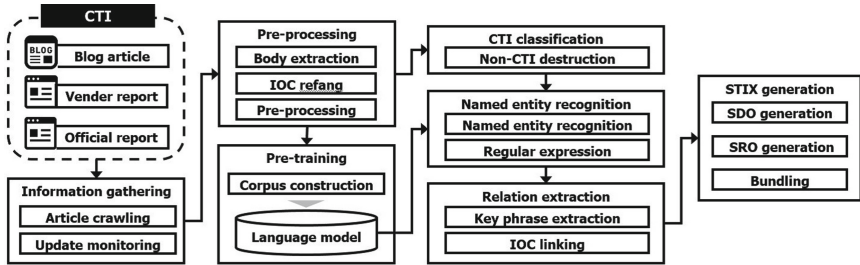 CTI
BLOG
Blog article
Vender report
Official report
Information gathering
Article crawling
Update monitoring
Pre-processing
Body extraction
IOC refang
Pre-processing
Pre-training
Corpus construction
Language model
CTI classification
Non-CTI destruction
Named entity recognition
Named entity recognition
Regular expression
Relation extraction
Key phrase extraction
IOC linking
STIX generation
SDO generation
SRO generation
Bundling